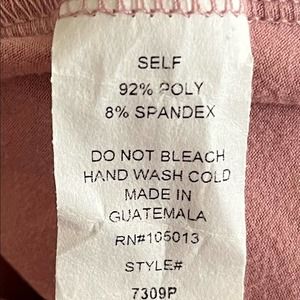 SELF
92% POLY
8% SPANDEX
DO NOT BLEACH
HAND WASH COLD
MADE IN
GUATEMALA
RN#105013
STYLE#
7309P